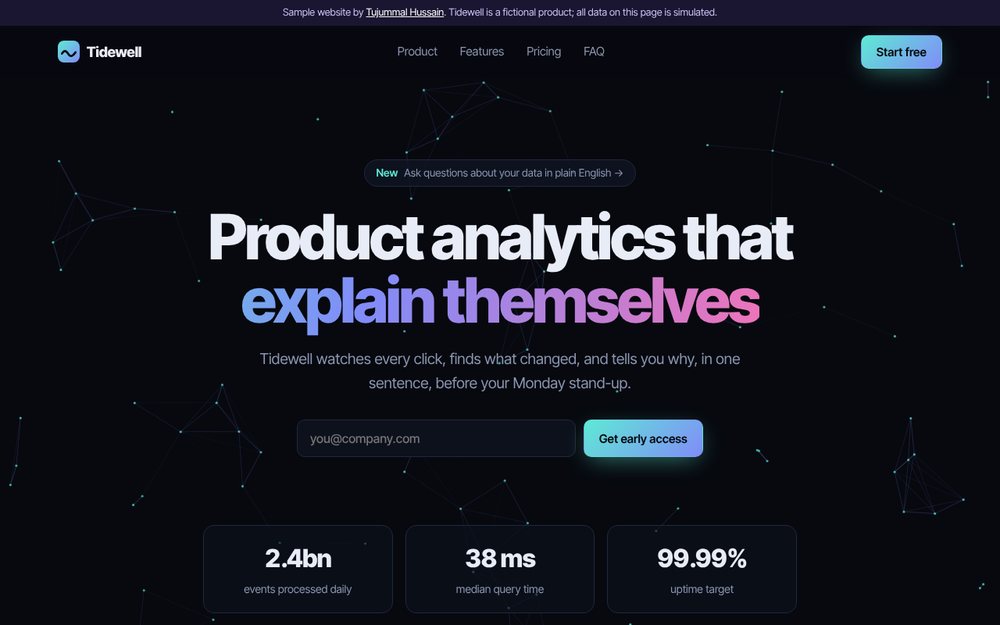 Sample website by Tujummal Hussain. Tidewell is a fictional product; all data on this page is simulated.
Tidewell
Product
Features
Pricing
FAQ
Start free
New Ask questions about your data in plain English →
Product analytics that
explain themselves
Tidewell watches every click, finds what changed, and tells you why, in one
sentence, before your Monday stand-up.
you@company.com
Get early access
2.4bn
events processed daily
38 ms
median query time
99.99%
uptime target